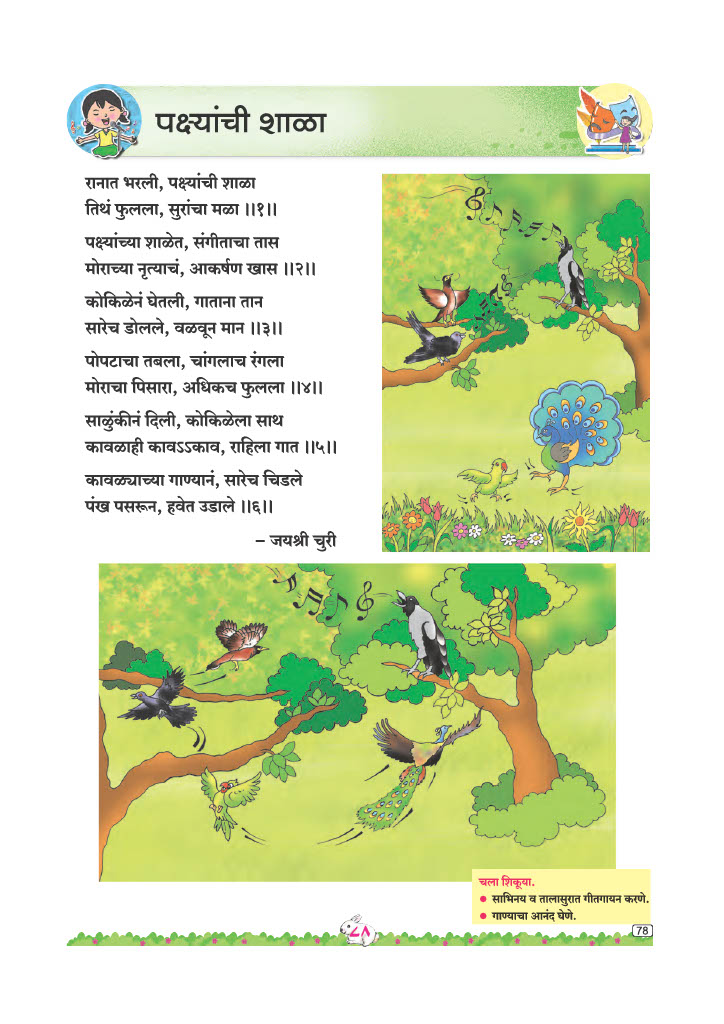 पक्ष्यांची शाळा
रानात भरली, पक्ष्यांची शाळा
तिथं फुलला, सुरांचा मळा ॥१॥
पक्ष्यांच्या शाळेत, संगीताचा तास
मोराच्या नृत्याचं, आकर्षण खास ॥२॥
कोकिळेनं घेतली, गाताना तान
सारेच डोलले, वळवून मान ॥३॥
पोपटाचा तबला, चांगलाच रंगला
मोराचा पिसारा, अधिकच फुलला ॥४॥
साळुंकीनं दिली, कोकिळेला साथ
कावळाही कावऽऽकाव, राहिला गात ॥५॥
कावळ्याच्या गाण्यानं, सारेच चिडले
पंख पसरून, हवेत उडाले ॥६॥
– जयश्री चुरी
चला शिकूया.
● साभिनय व तालासुरात गीतगायन करणे.
● गाण्याचा आनंद घेणे.
७८
78